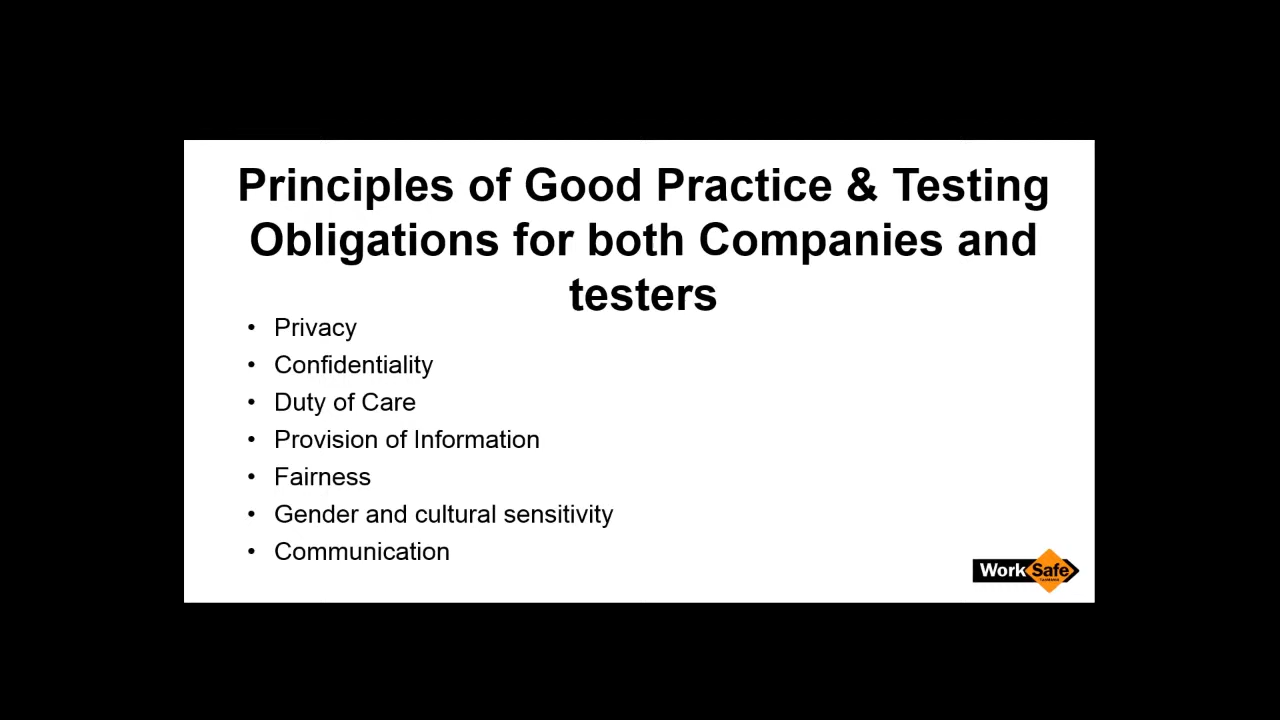 Principles of Good Practice & Testing
Obligations for both Companies and
testers
• Privacy
• Confidentiality
• Duty of Care
• Provision of Information
• Fairness
• Gender and cultural sensitivity
• Communication
WorkSafe
TASMANIA